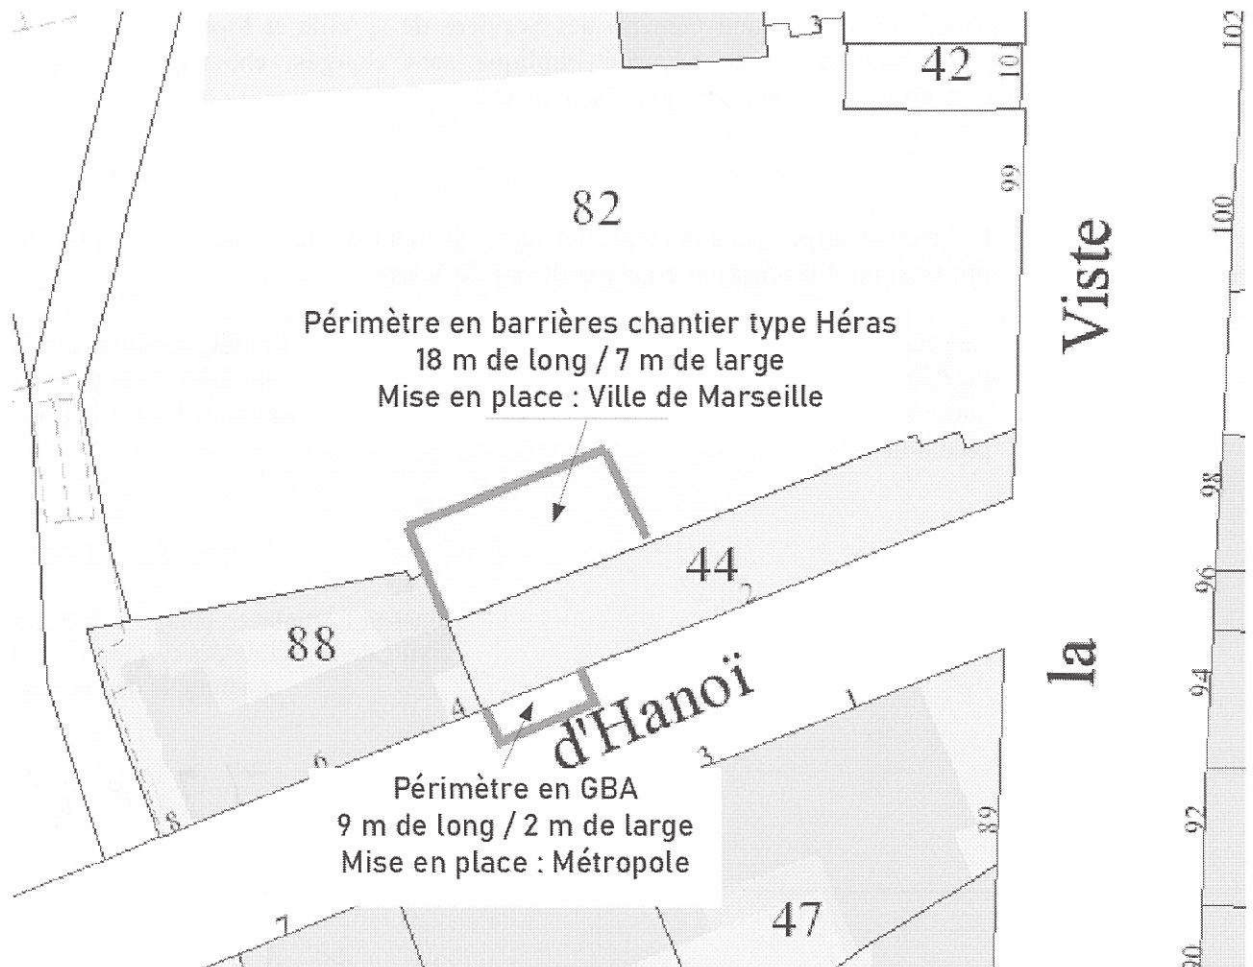 3
102
42
101
99
82
100
Viste
Périmètre en barrières chantier type Héras
18 m de long / 7 m de large
Mise en place : Ville de Marseille
98
44
2
96
88
la
94
4
d'Hanoï
1
6
3
Périmètre en GBA
9 m de long / 2 m de large
Mise en place : Métropole
8
89
92
7
47
90